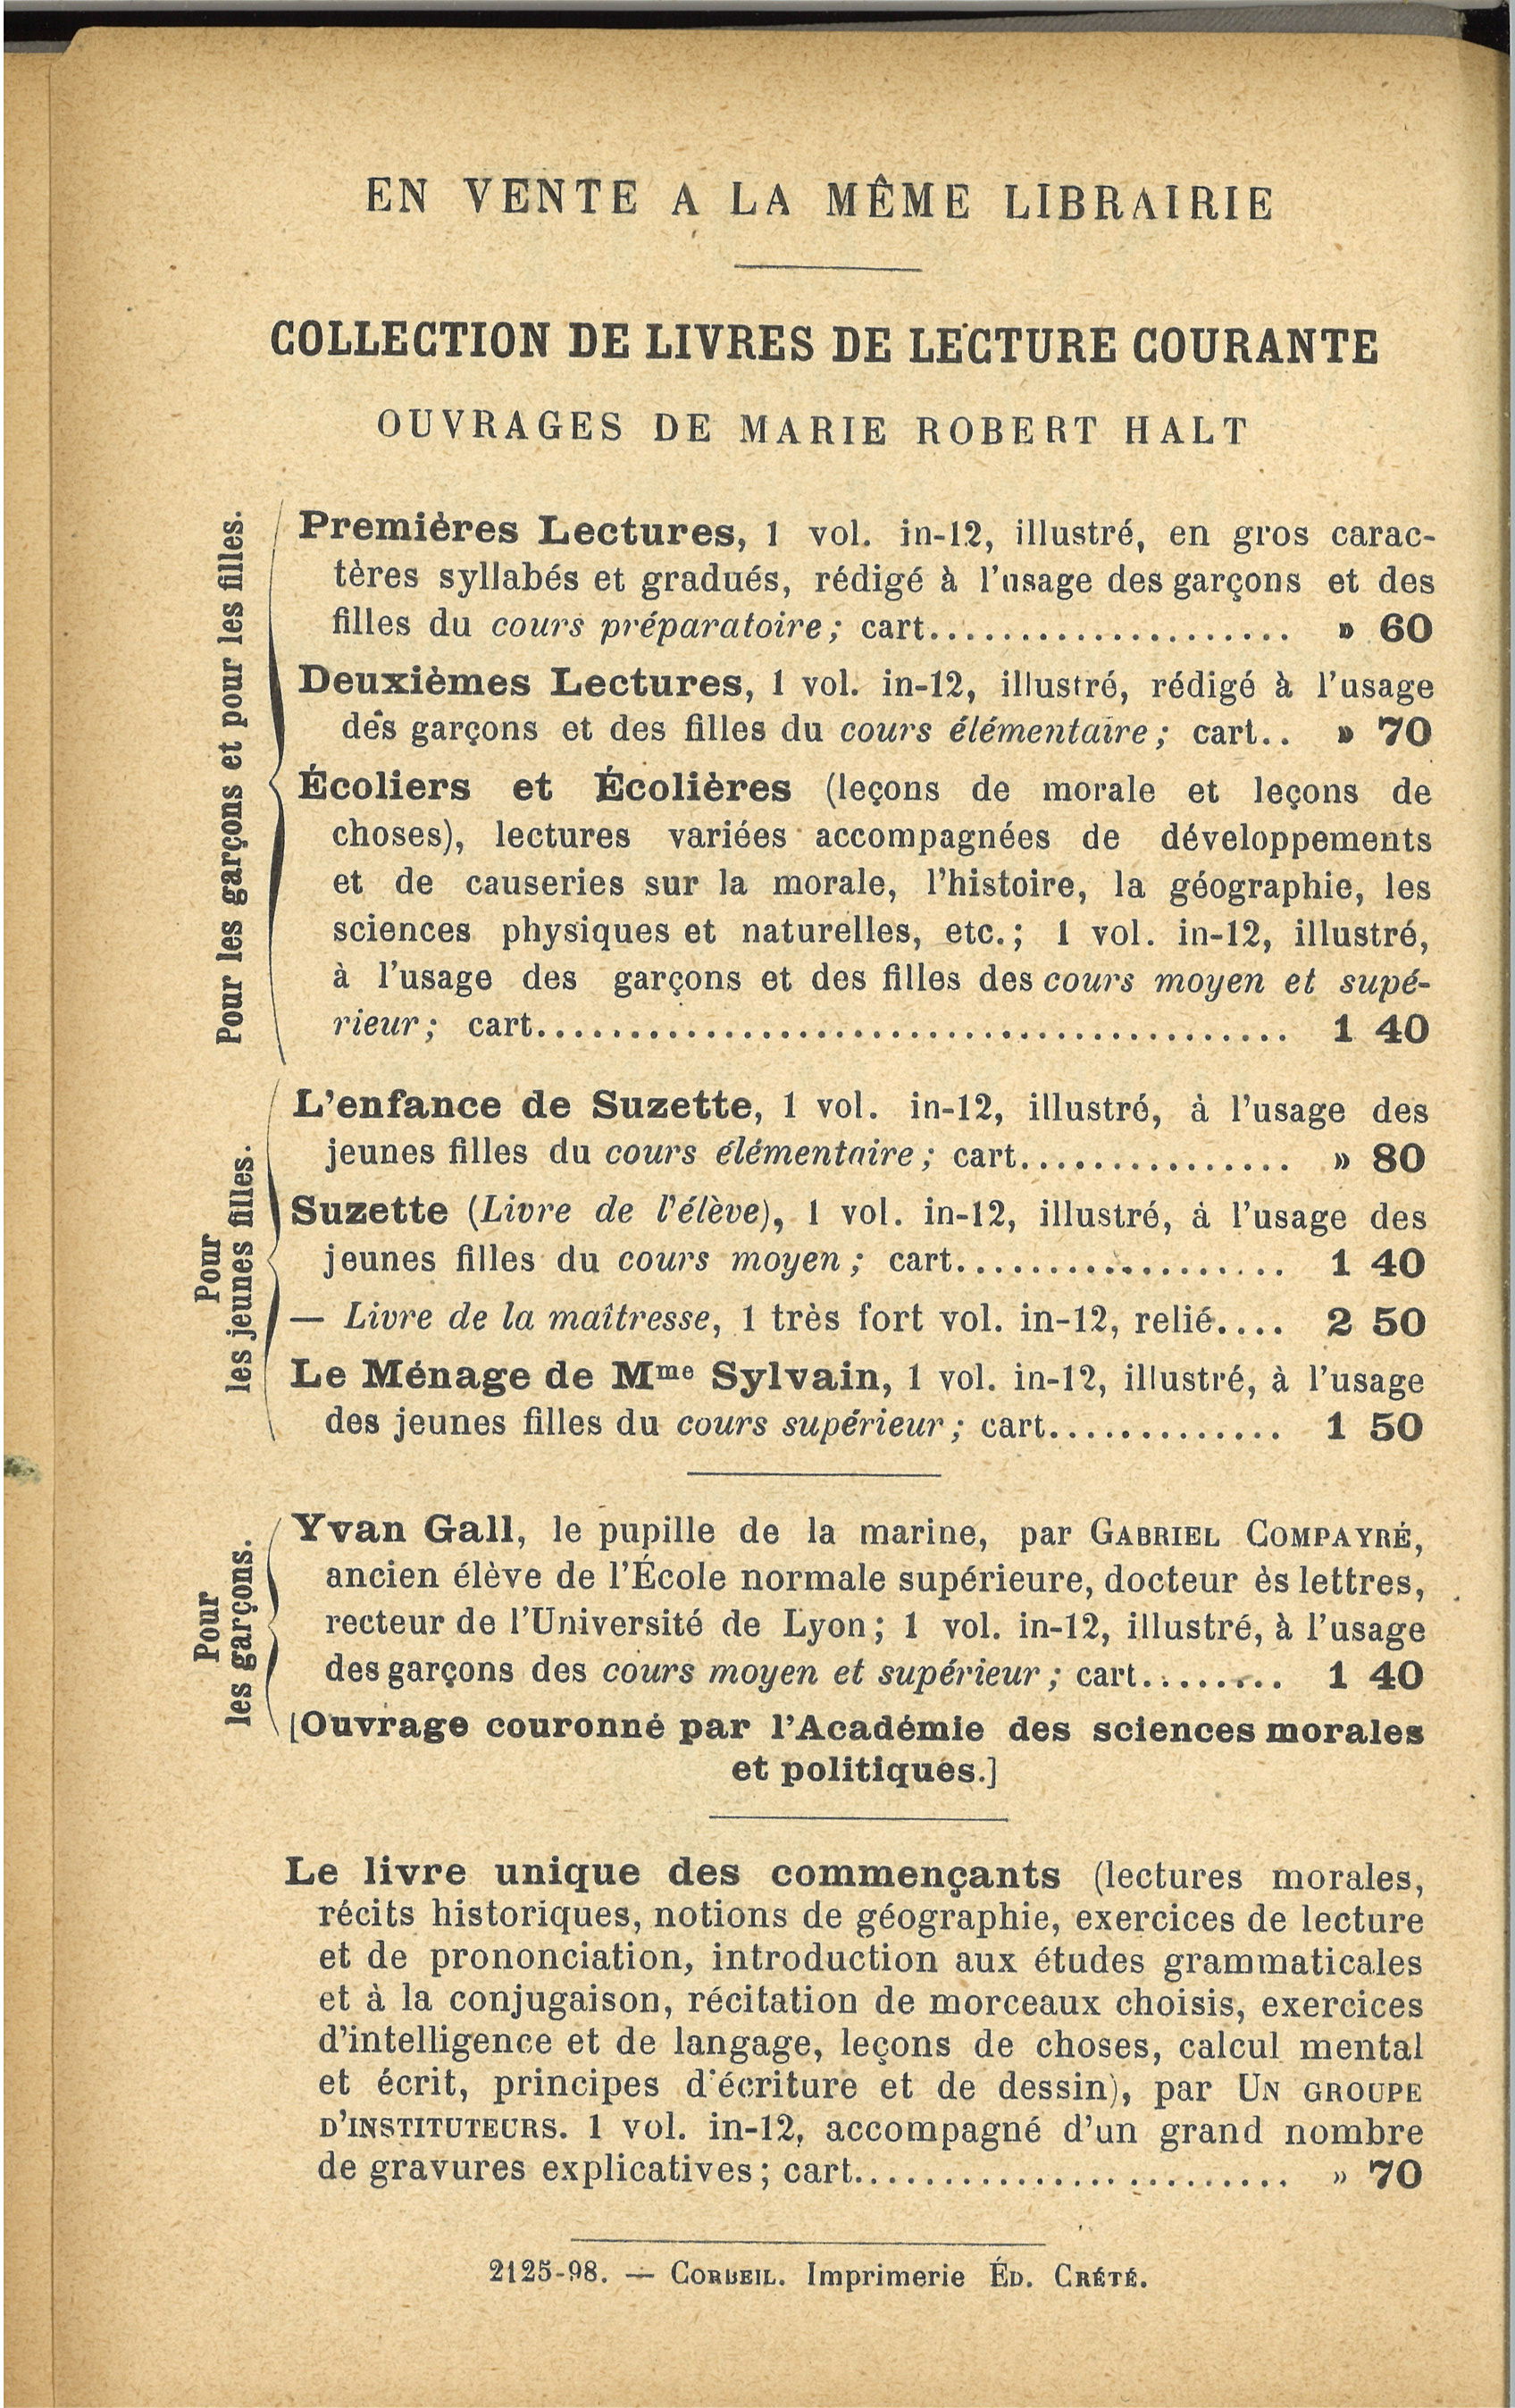 EN VENTE A LA MÊME LIBRAIRIE
COLLECTION DE LIVRES DE LECTURE COURANTE
OUVRAGES DE MARIE ROBERT HALT
Pour les garçons et pour les filles.
Premières Lectures, 1 vol. in-12, illustré, en gros carac-
tères syllabés et gradués, rédigé à l'usage des garçons et des
filles du cours préparatoire; cart..................... » 60
Deuxièmes Lectures, 1 vol. in-12, illustré, rédigé à l'usage
des garçons et des filles du cours élémentaire; cart.. » 70
Écoliers et Écolières (leçons de morale et leçons de
choses), lectures variées accompagnées de développements
et de causeries sur la morale, l'histoire, la géographie, les
sciences physiques et naturelles, etc.; 1 vol. in-12, illustré,
à l'usage des garçons et des filles des cours moyen et supé-
rieur; cart.......................................... 1 40
Pour
les jeunes filles.
L'enfance de Suzette, 1 vol. in-12, illustré, à l'usage des
jeunes filles du cours élémentaire; cart............... » 80
Suzette (Livre de l'élève), 1 vol. in-12, illustré, à l'usage des
jeunes filles du cours moyen; cart.................. 1 40
— Livre de la maîtresse, 1 très fort vol. in-12, relié.... 2 50
Le Ménage de Mme Sylvain, 1 vol. in-12, illustré, à l'usage
des jeunes filles du cours supérieur; cart............. 1 50
Pour
les garçons.
Yvan Gall, le pupille de la marine, par GABRIEL COMPAYRÉ,
ancien élève de l'École normale supérieure, docteur ès lettres,
recteur de l'Université de Lyon; 1 vol. in-12, illustré, à l'usage
des garçons des cours moyen et supérieur; cart........ 1 40
[Ouvrage couronné par l'Académie des sciences morales
et politiques.]
Le livre unique des commençants (lectures morales,
récits historiques, notions de géographie, exercices de lecture
et de prononciation, introduction aux études grammaticales
et à la conjugaison, récitation de morceaux choisis, exercices
d'intelligence et de langage, leçons de choses, calcul mental
et écrit, principes d'écriture et de dessin), par UN GROUPE
D'INSTITUTEURS. 1 vol. in-12, accompagné d'un grand nombre
de gravures explicatives; cart......................... » 70
2125-98. — CORBEIL. Imprimerie ÉD. CRÉTÉ.